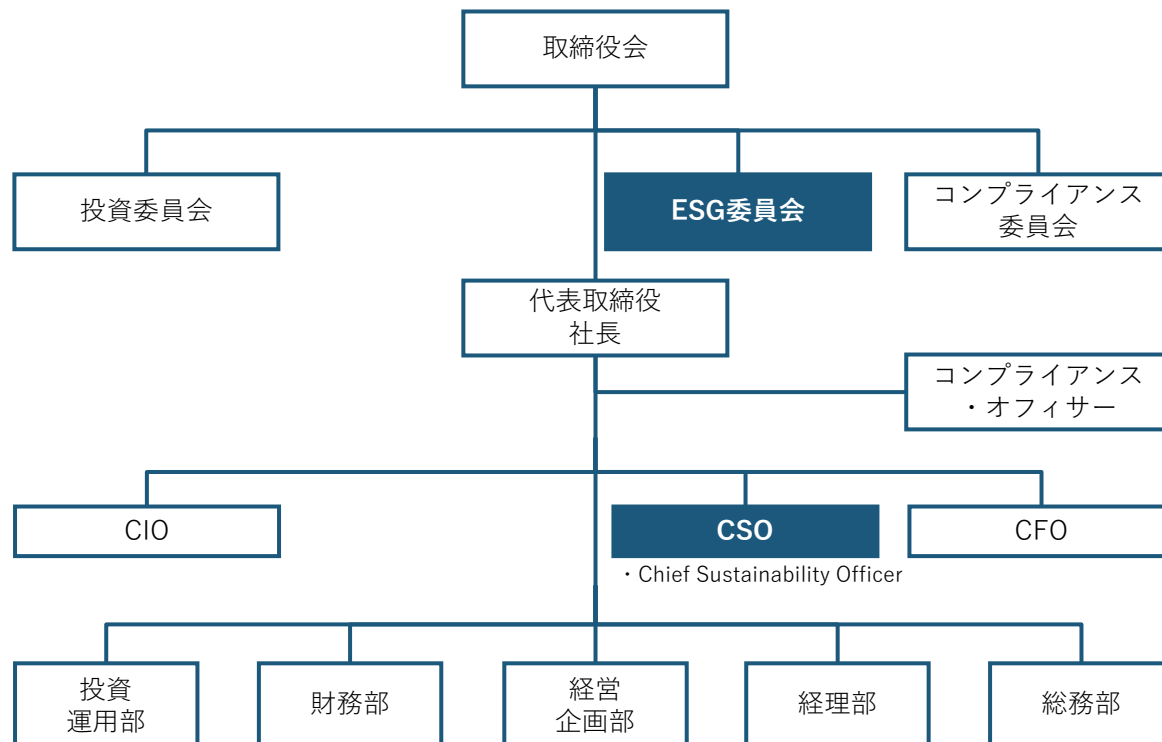 取締役会
投資委員会
ESG委員会
コンプライアンス
委員会
代表取締役
社長
コンプライアンス
・オフィサー
CIO
CSO
CFO
・Chief Sustainability Officer
投資
運用部
財務部
経営
企画部
経理部
総務部